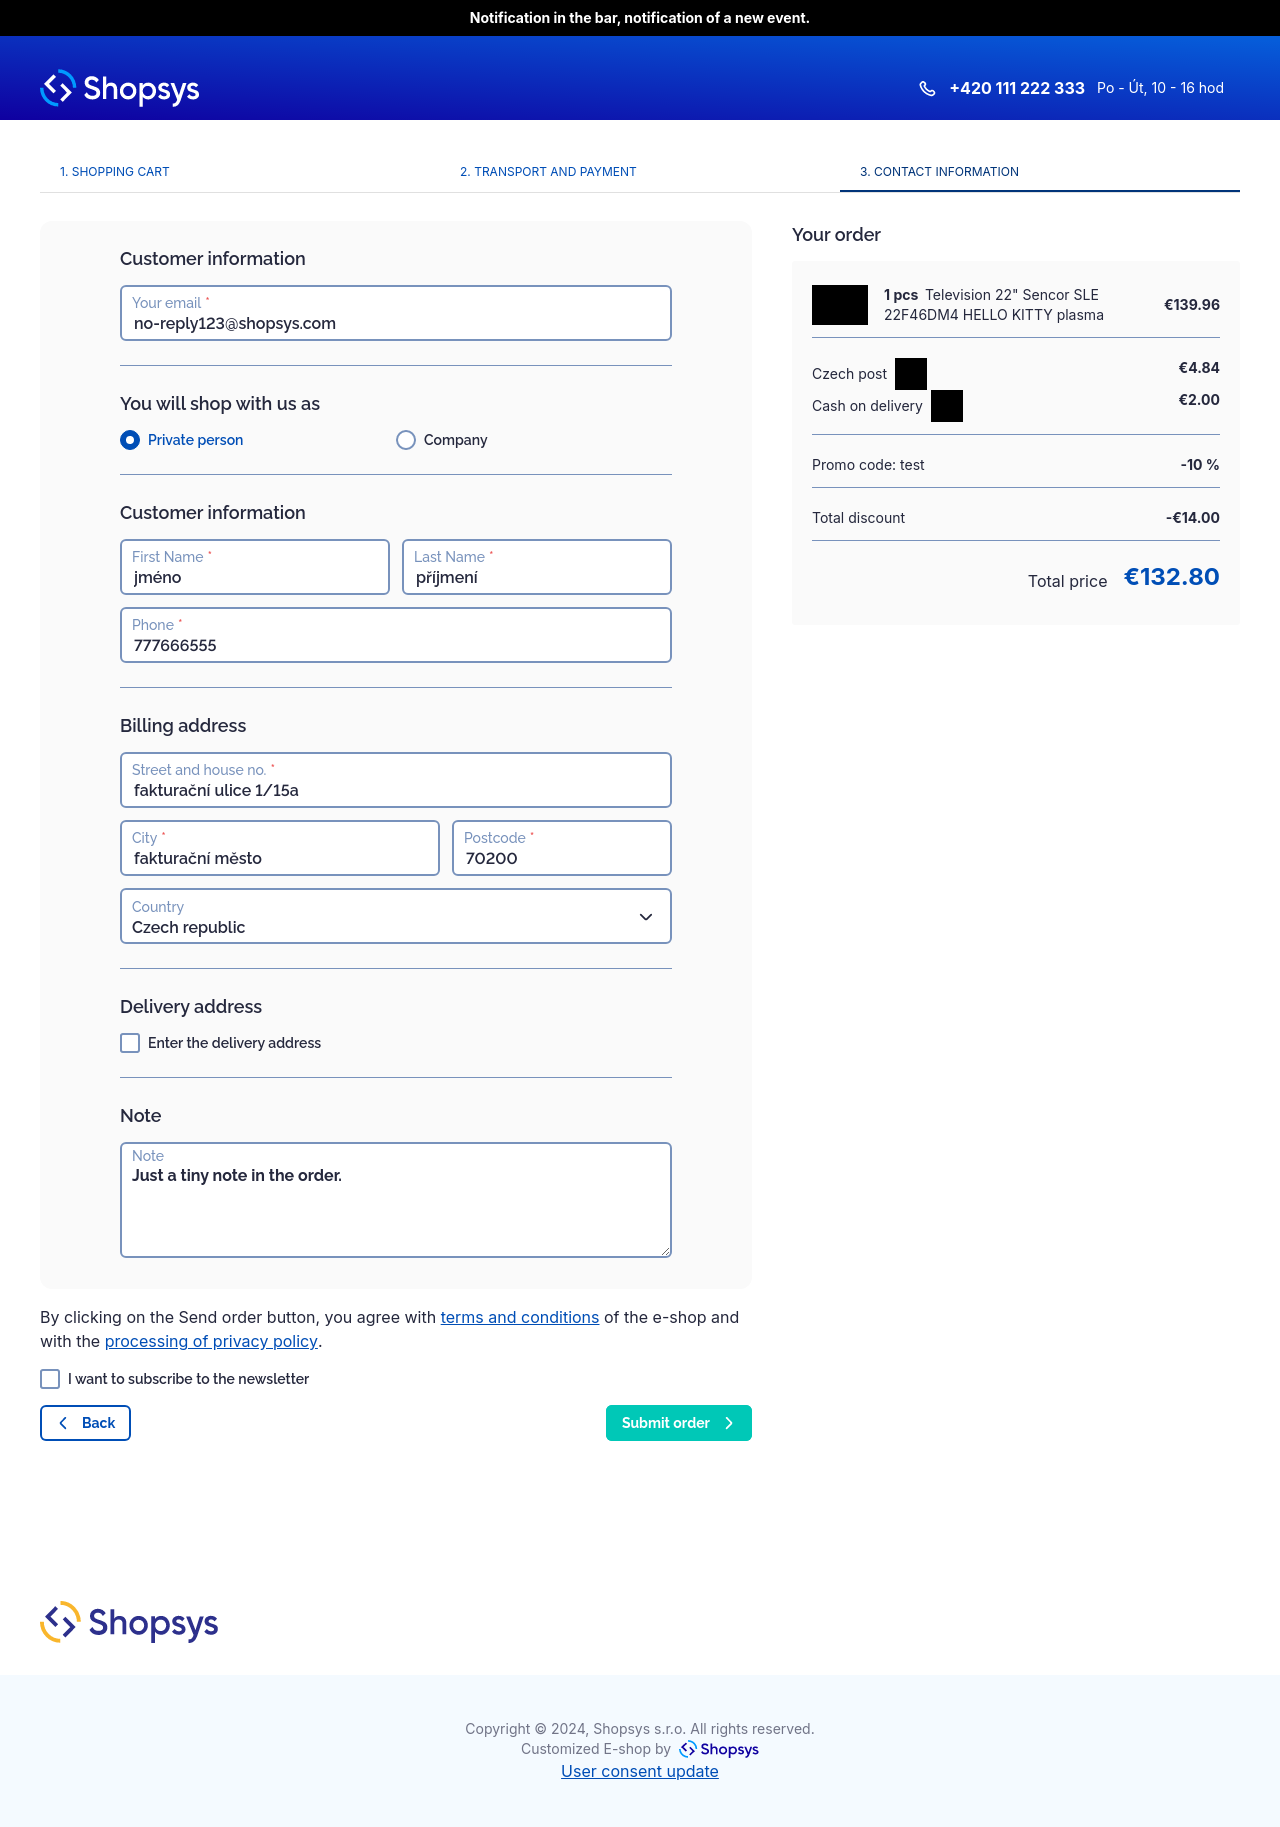 Notification in the bar, notification of a new event.
Shopsys
+420 111 222 333 Po - Út, 10 - 16 hod
1. SHOPPING CART
2. TRANSPORT AND PAYMENT
3. CONTACT INFORMATION
Customer information
Your email *
no-reply123@shopsys.com
You will shop with us as
Private person
Company
Customer information
First Name *
jméno
Last Name *
příjmení
Phone *
777666555
Billing address
Street and house no. *
fakturační ulice 1/15a
City *
fakturační město
Postcode *
70200
Country
Czech republic
Delivery address
Enter the delivery address
Note
Note
Just a tiny note in the order.
By clicking on the Send order button, you agree with terms and conditions of the e-shop and
with the processing of privacy policy.
I want to subscribe to the newsletter
Back
Submit order
Your order
1 pcs Television 22" Sencor SLE
22F46DM4 HELLO KITTY plasma
€139.96
Czech post
€4.84
Cash on delivery
€2.00
Promo code: test
-10 %
Total discount
-€14.00
Total price €132.80
Shopsys
Copyright © 2024, Shopsys s.r.o. All rights reserved.
Customized E-shop by Shopsys
User consent update